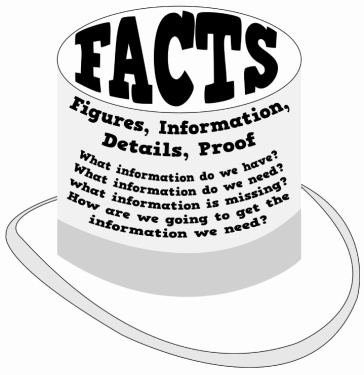 FACTS
Figures, Information,
Details, Proof
What information do we have?
What information do we need?
what information is missing?
How are we going to get the
information we need?